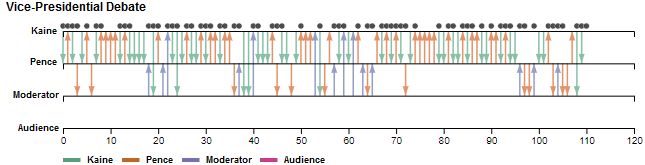 Vice-Presidential Debate
Kaine
Pence
Moderator
Audience
0 10 20 30 40 50 60 70 80 90 100 110 120
Kaine Pence Moderator Audience